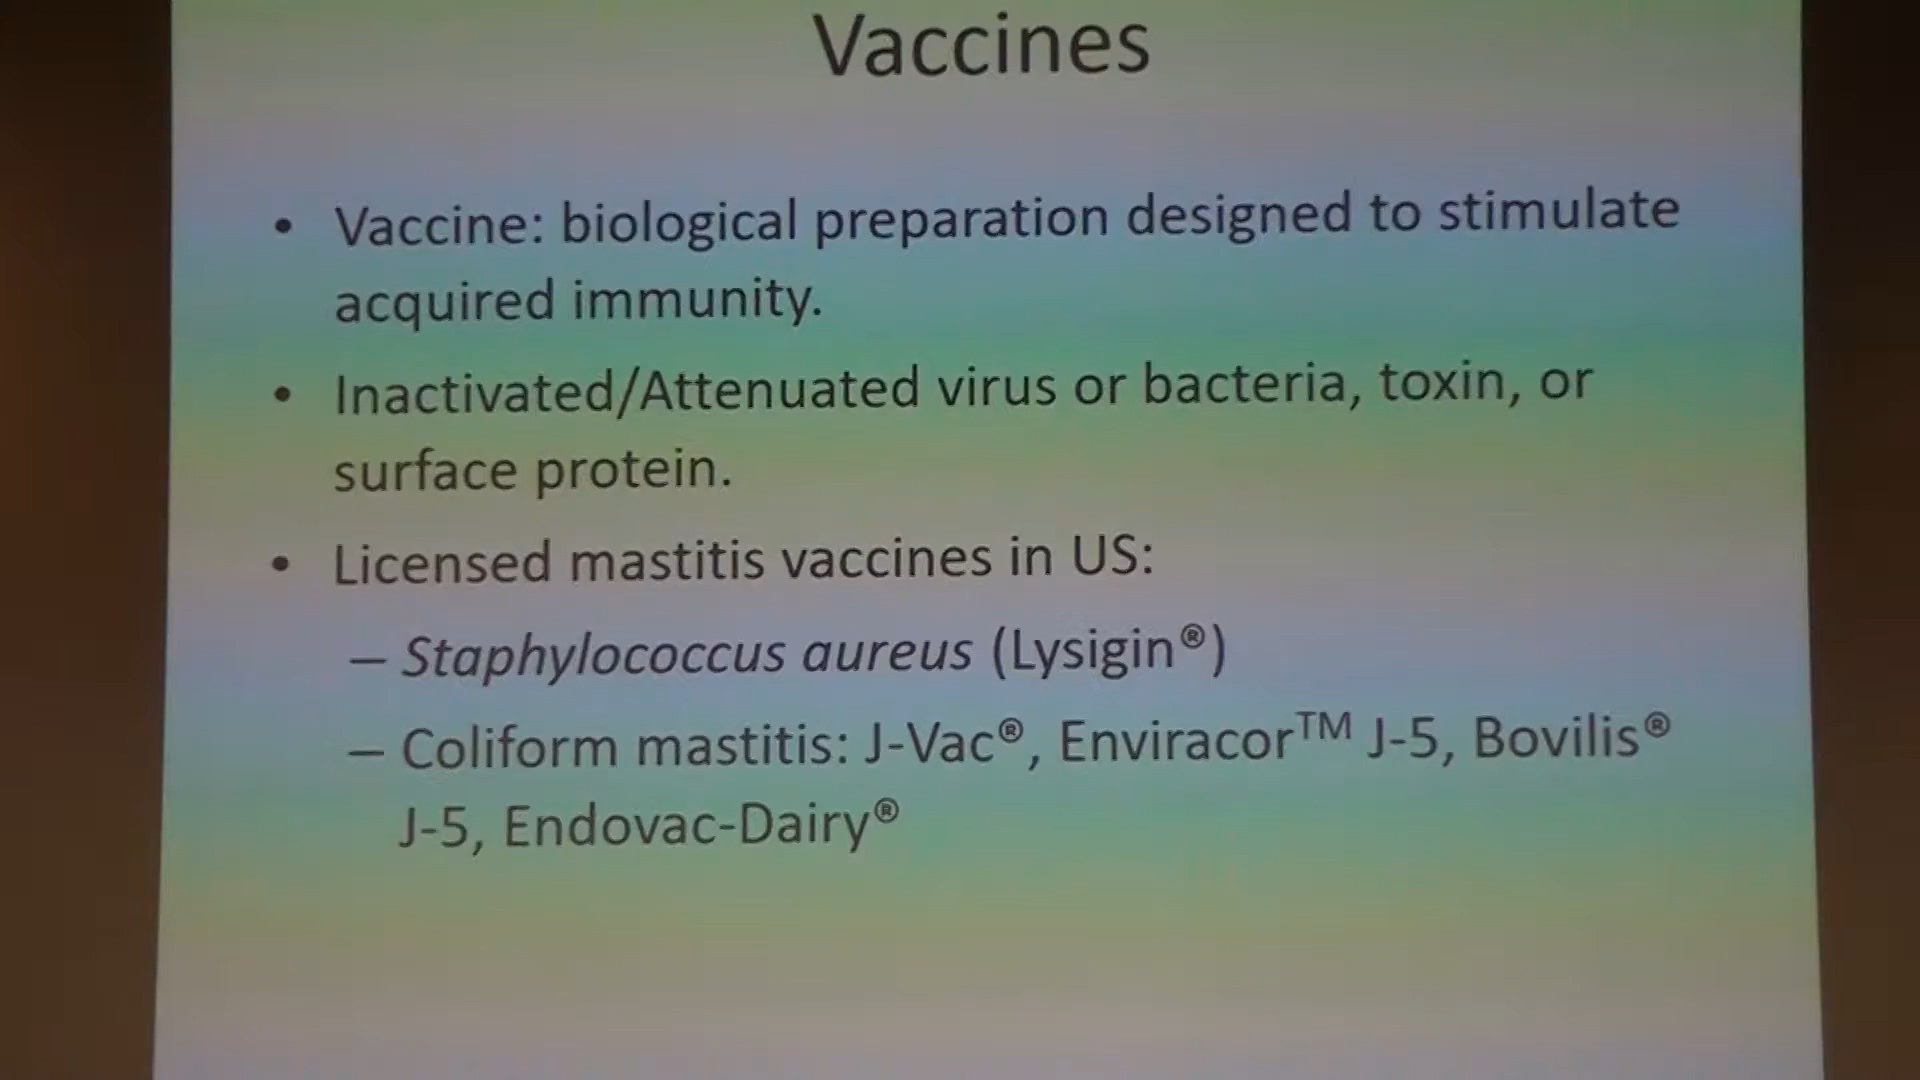 Vaccines
• Vaccine: biological preparation designed to stimulate
acquired immunity.
• Inactivated/Attenuated virus or bacteria, toxin, or
surface protein.
• Licensed mastitis vaccines in US:
– Staphylococcus aureus (Lysigin®)
– Coliform mastitis: J-Vac®, Enviracor™ J-5, Bovilis®
J-5, Endovac-Dairy®